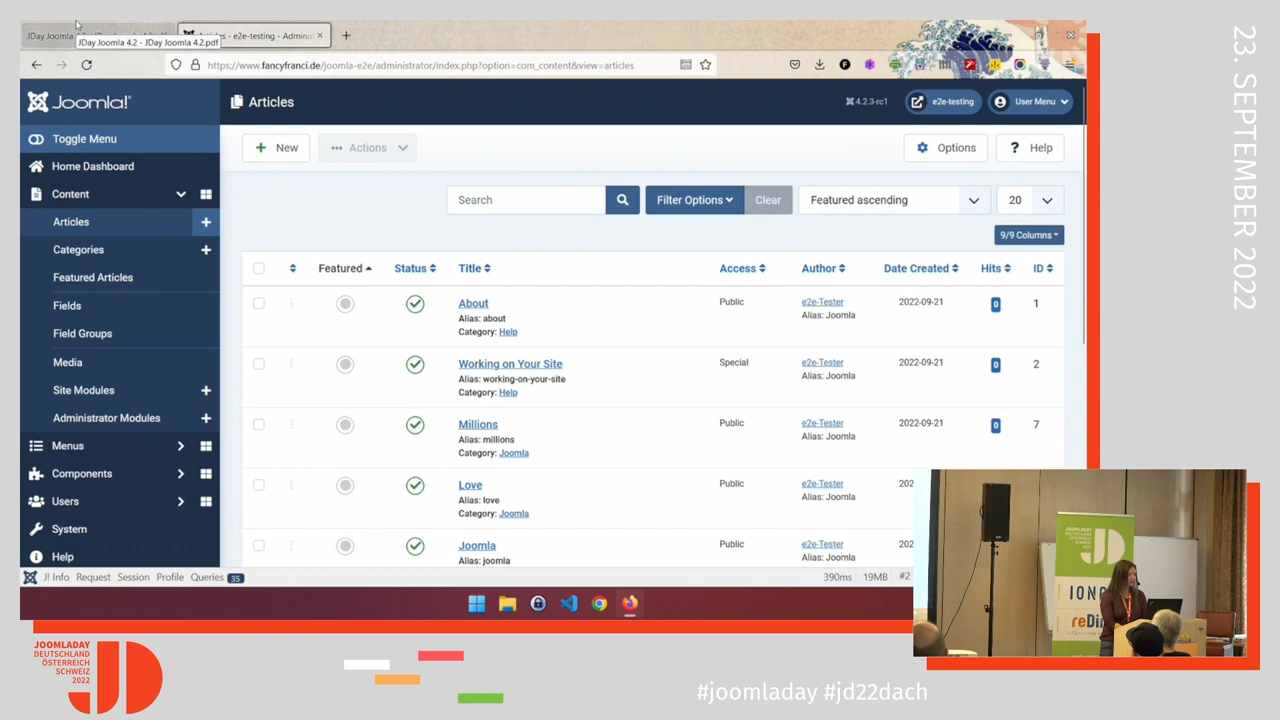 JDay Joomla 4.2 - JDay Joomla 4.2.pdf
- e2e-testing - Adminis
https://www.fancyfranci.de/joomla-e2e/administrator/index.php?option=com_content&view=articles
Joomla!
Articles
4.2.3-rc1
e2e-testing
User Menu
Toggle Menu
Home Dashboard
Content
Articles
Categories
Featured Articles
Fields
Field Groups
Media
Site Modules
Administrator Modules
Menus
Components
Users
System
Help
New
Actions
Options
Help
Search
Filter Options
Clear
Featured ascending
20
9/9 Columns
Featured Status Title Access Author Date Created Hits ID
About Public e2e-Tester 2022-09-21 0 1
Alias: about Alias: Joomla
Category: Help
Working on Your Site Special e2e-Tester 2022-09-21 0 2
Alias: working-on-your-site Alias: Joomla
Category: Help
Millions Public e2e-Tester 2022-09-21 0 7
Alias: millions Alias: Joomla
Category: Joomla
Love Public e2e-Tester 202
Alias: love Alias: Joomla
Category: Joomla
Joomla Public e2e-Tester 202
Alias: joomla Alias: Joomla
J! Info Request Session Profile Queries 35 390ms 19MB #2
23. SEPTEMBER 2022
JD
IONO
reDi
JOOMLADAY
DEUTSCHLAND
ÖSTERREICH
SCHWEIZ
2022
JD
#joomladay #jd22dach